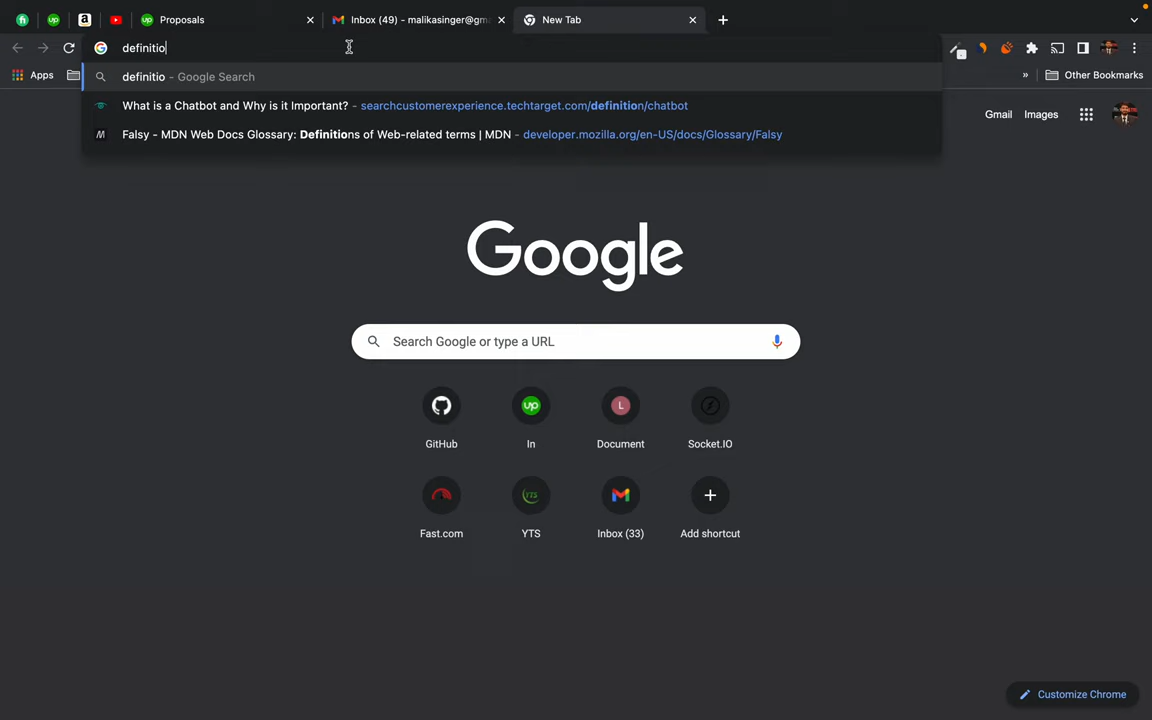 Proposals
Inbox (49) - malikasinger@gm
New Tab
definitio
Apps
»
Other Bookmarks
definitio - Google Search
What is a Chatbot and Why is it Important? - searchcustomerexperience.techtarget.com/definition/chatbot
Falsy - MDN Web Docs Glossary: Definitions of Web-related terms | MDN - developer.mozilla.org/en-US/docs/Glossary/Falsy
Gmail Images
Google
Search Google or type a URL
GitHub In Document Socket.IO
Fast.com YTS Inbox (33) Add shortcut
Customize Chrome